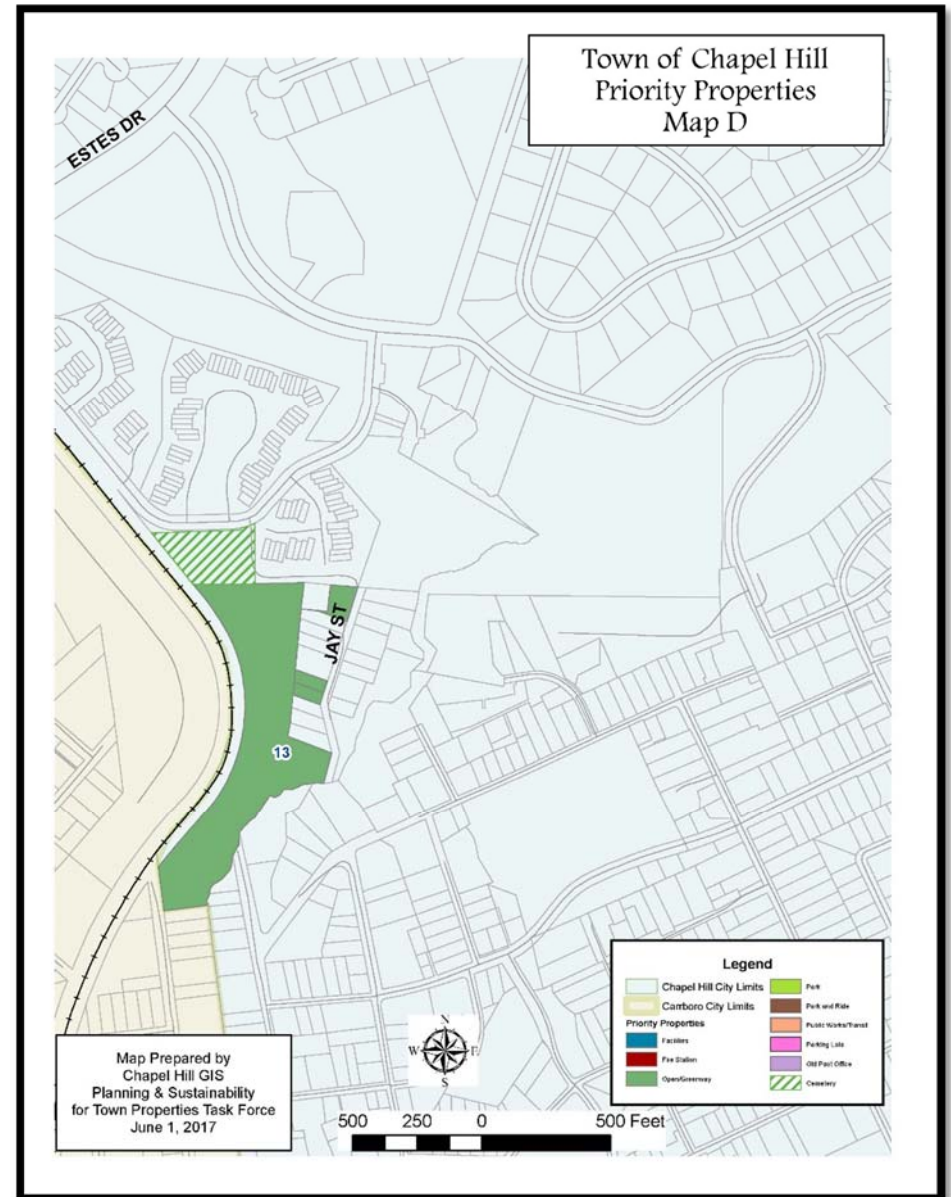 Town of Chapel Hill
Priority Properties
Map D
ESTES DR
JAY ST
13
Legend
Chapel Hill City Limits
Carrboro City Limits
Priority Properties
Facilities
Fire Station
Open/Greenway
Park
Park and Ride
Public Works/Transit
Parking Lots
Old Post Office
Cemetery
N
W
E
S
Map Prepared by
Chapel Hill GIS
Planning & Sustainability
for Town Properties Task Force
June 1, 2017
500 250 0 500 Feet